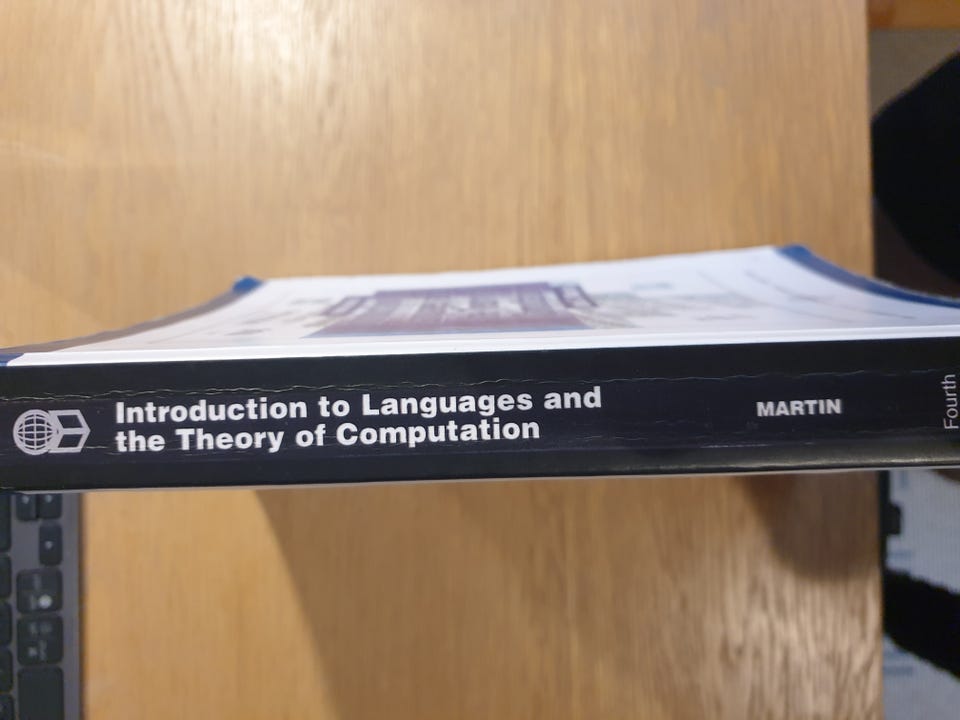 Introduction to Languages and
the Theory of Computation
MARTIN
Fourth